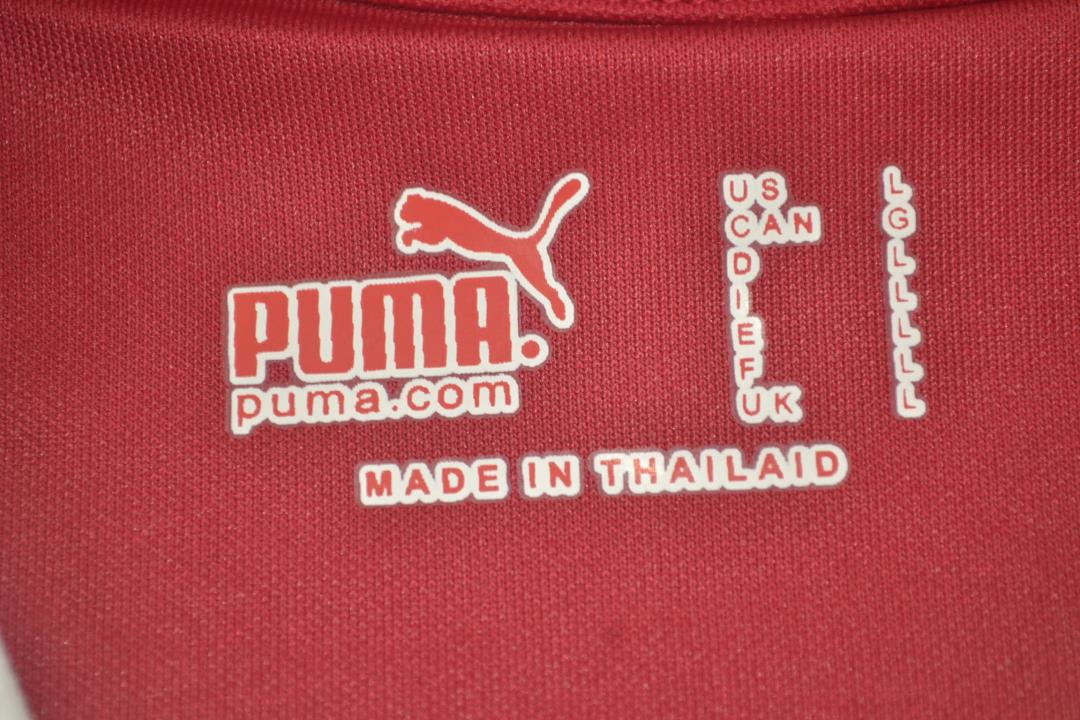 PUMA.
puma.com
US L
CAN G
D L
I L
E L
F L
UK L
MADE IN THAILAID